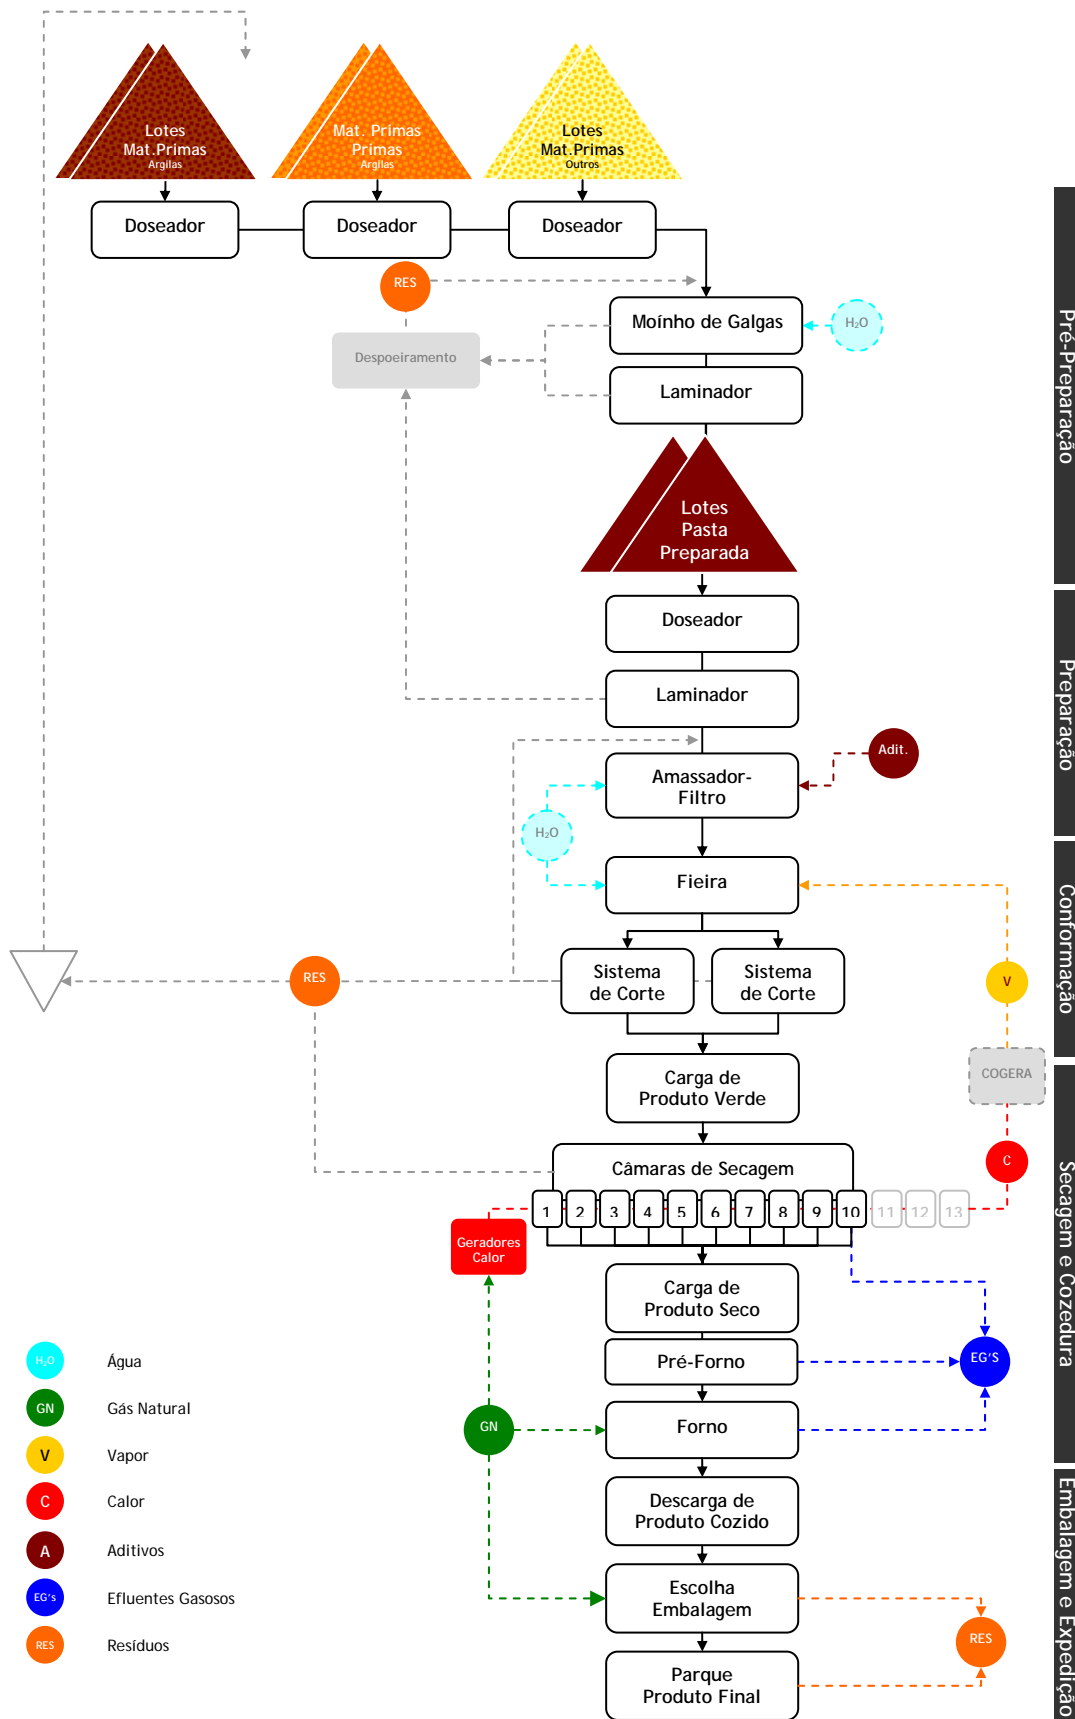 Lotes
Mat.Primas
Argilas
Mat. Primas
Primas
Argilas
Lotes
Mat.Primas
Outros
Doseador
Doseador
Doseador
RES
Moínho de Galgas
H₂O
Despoeiramento
Laminador
Pré-Preparação
Lotes
Pasta
Preparada
Doseador
Laminador
Preparação
Adit.
Amassador-
Filtro
H₂O
Fieira
Conformação
RES
Sistema
de Corte
Sistema
de Corte
V
COGERA
Carga de
Produto Verde
C
Câmaras de Secagem
1 2 3 4 5 6 7 8 9 10 11 12 13
Geradores
Calor
Secagem e Cozedura
Carga de
Produto Seco
Pré-Forno
EG'S
GN
Forno
Descarga de
Produto Cozido
Escolha
Embalagem
RES
Parque
Produto Final
Embalagem e Expedição
H₂O Água
GN Gás Natural
V Vapor
C Calor
A Aditivos
EG's Efluentes Gasosos
RES Resíduos